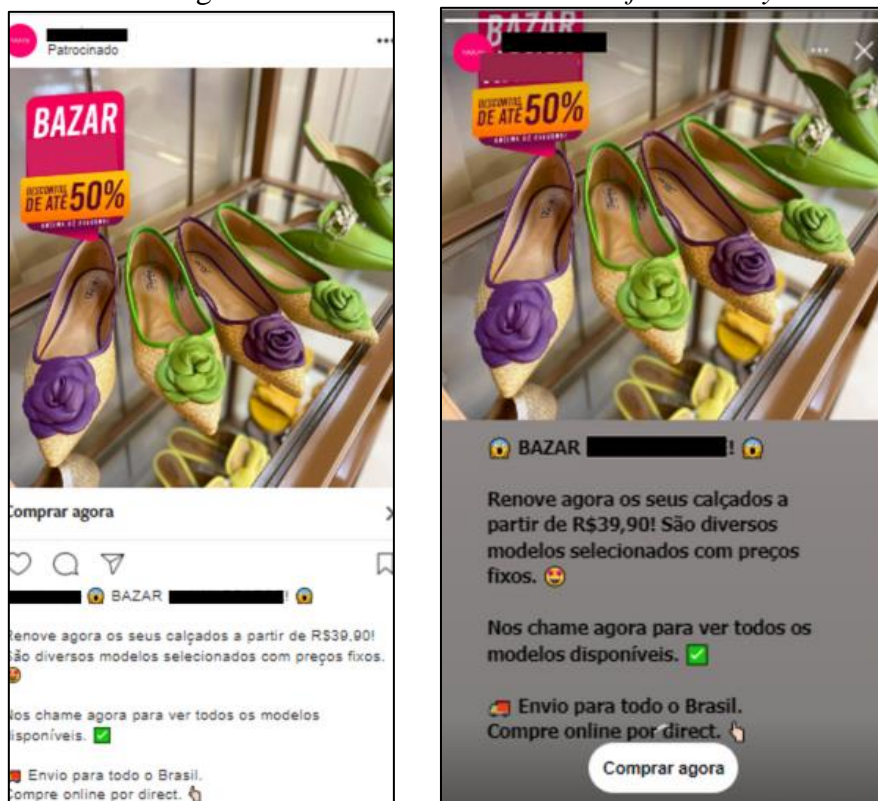 Patrocinado
BAZAR
DESCONTOS
DE ATÉ 50%
Comprar agora
BAZAR !
Renove agora os seus calçados a partir de R$39,90!
São diversos modelos selecionados com preços fixos.
🤩
Nos chame agora para ver todos os modelos
disponíveis. ✅
🚚 Envio para todo o Brasil.
Compre online por direct. 👆🏻
BAZAR
DESCONTOS
DE ATÉ 50%
😱 BAZAR ! 😱
Renove agora os seus calçados a
partir de R$39,90! São diversos
modelos selecionados com preços
fixos. 🤩
Nos chame agora para ver todos os
modelos disponíveis. ✅
🚚 Envio para todo o Brasil.
Compre online por direct. 👆🏻
Comprar agora